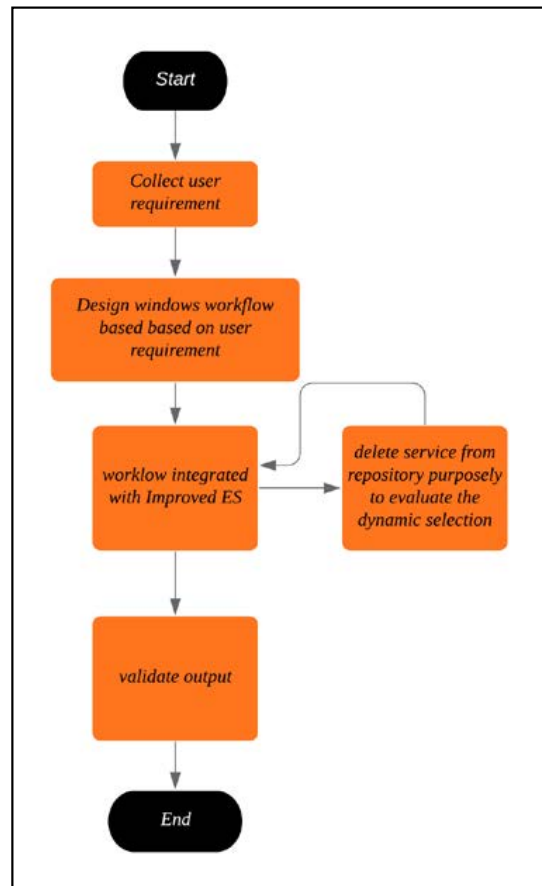 Start
Collect user
requirement
Design windows workflow
based based on user
requirement
worklow integrated
with Improved ES
delete service from
repository purposely
to evaluate the
dynamic selection
validate output
End